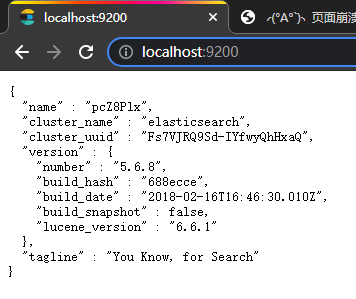 localhost:9200
╭(°A°`)╮ 页面崩溃
localhost:9200
{
"name" : "pcZ8Plx",
"cluster_name" : "elasticsearch",
"cluster_uuid" : "Fs7VJRQ9Sd-IYfwyQhHxaQ",
"version" : {
"number" : "5.6.8",
"build_hash" : "688ecce",
"build_date" : "2018-02-16T16:46:30.010Z",
"build_snapshot" : false,
"lucene_version" : "6.6.1"
},
"tagline" : "You Know, for Search"
}